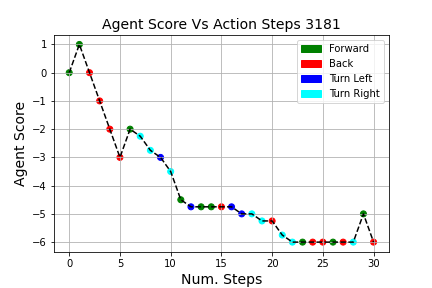 Agent Score Vs Action Steps 3181
Forward
Back
Turn Left
Turn Right
Agent Score
1
0
−1
−2
−3
−4
−5
−6
0 5 10 15 20 25 30
Num. Steps